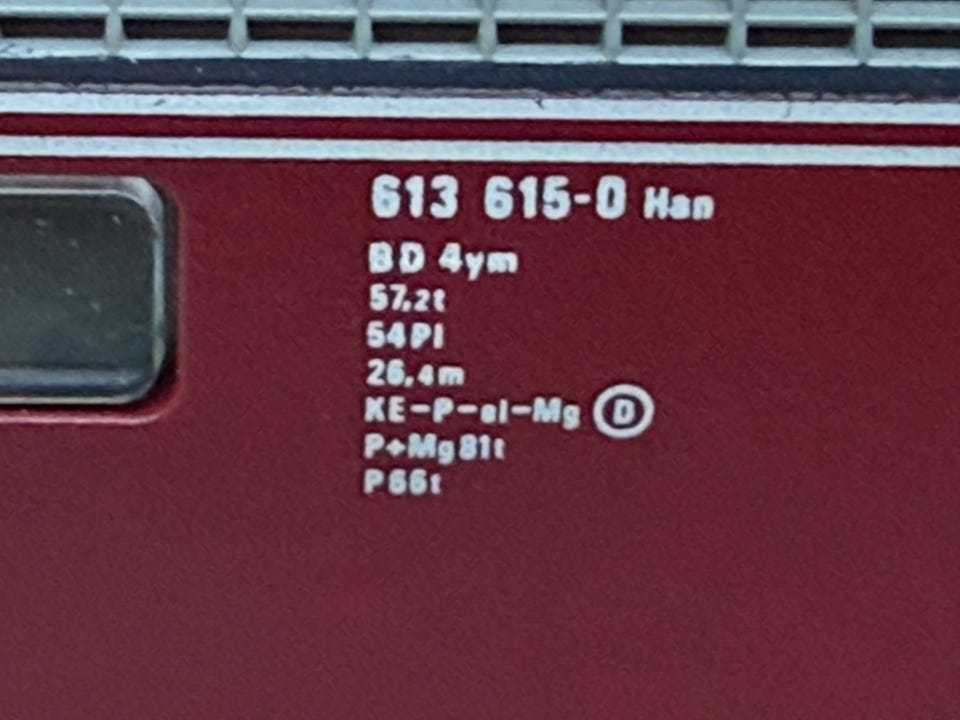 613 615-0 Han
BD 4ym
57,2t
54Pl
26,4m
KE-P-el-Mg D
P+Mg81t
P66t